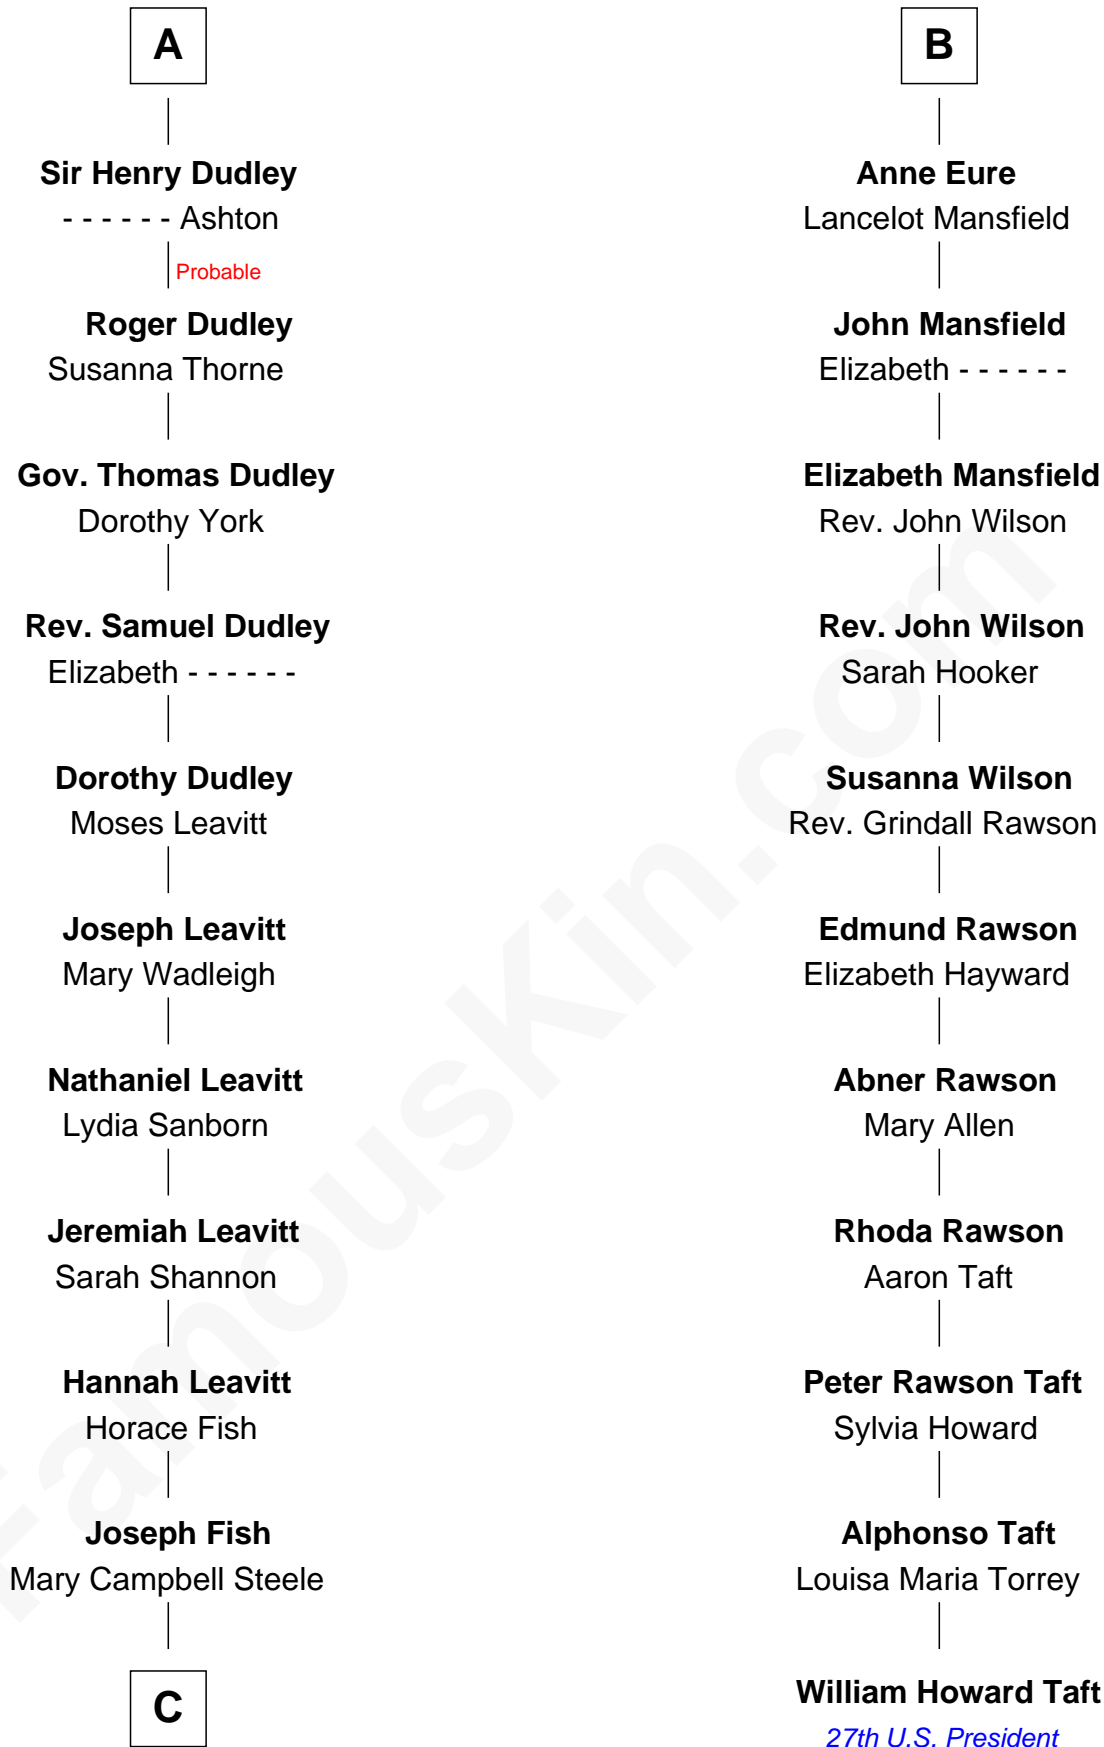 A
Sir Henry Dudley
- - - - - - Ashton
Probable
Roger Dudley
Susanna Thorne
Gov. Thomas Dudley
Dorothy York
Rev. Samuel Dudley
Elizabeth - - - - - -
Dorothy Dudley
Moses Leavitt
Joseph Leavitt
Mary Wadleigh
Nathaniel Leavitt
Lydia Sanborn
Jeremiah Leavitt
Sarah Shannon
Hannah Leavitt
Horace Fish
Joseph Fish
Mary Campbell Steele
C
B
Anne Eure
Lancelot Mansfield
John Mansfield
Elizabeth - - - - - -
Elizabeth Mansfield
Rev. John Wilson
Rev. John Wilson
Sarah Hooker
Susanna Wilson
Rev. Grindall Rawson
Edmund Rawson
Elizabeth Hayward
Abner Rawson
Mary Allen
Rhoda Rawson
Aaron Taft
Peter Rawson Taft
Sylvia Howard
Alphonso Taft
Louisa Maria Torrey
William Howard Taft
27th U.S. President
FamousKin.com